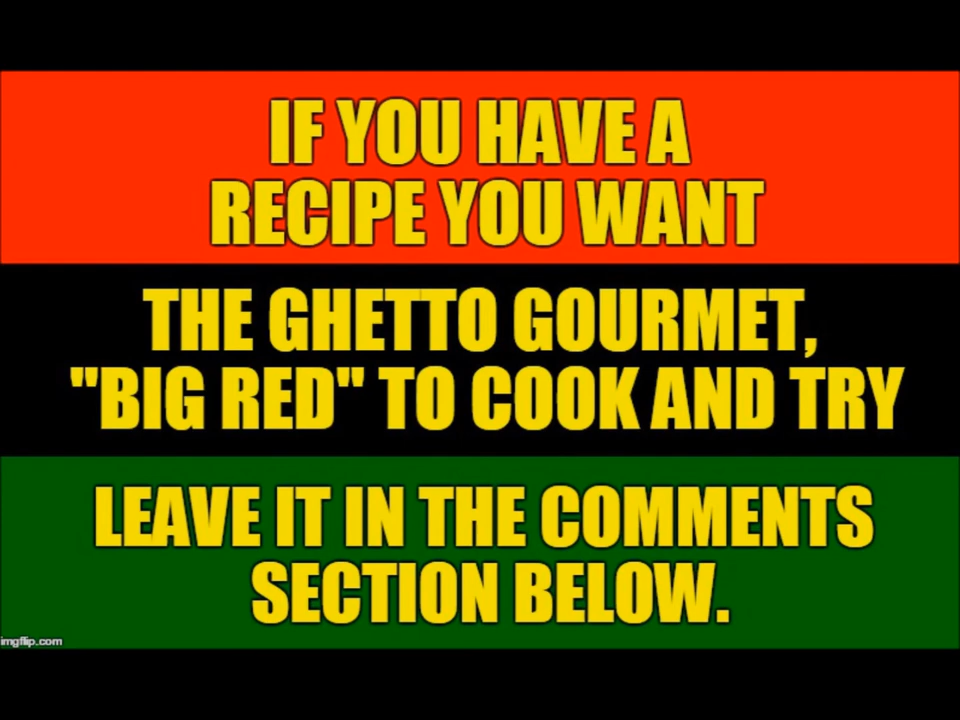 IF YOU HAVE A
RECIPE YOU WANT
THE GHETTO GOURMET,
"BIG RED" TO COOK AND TRY
LEAVE IT IN THE COMMENTS
SECTION BELOW.
imgflip.com